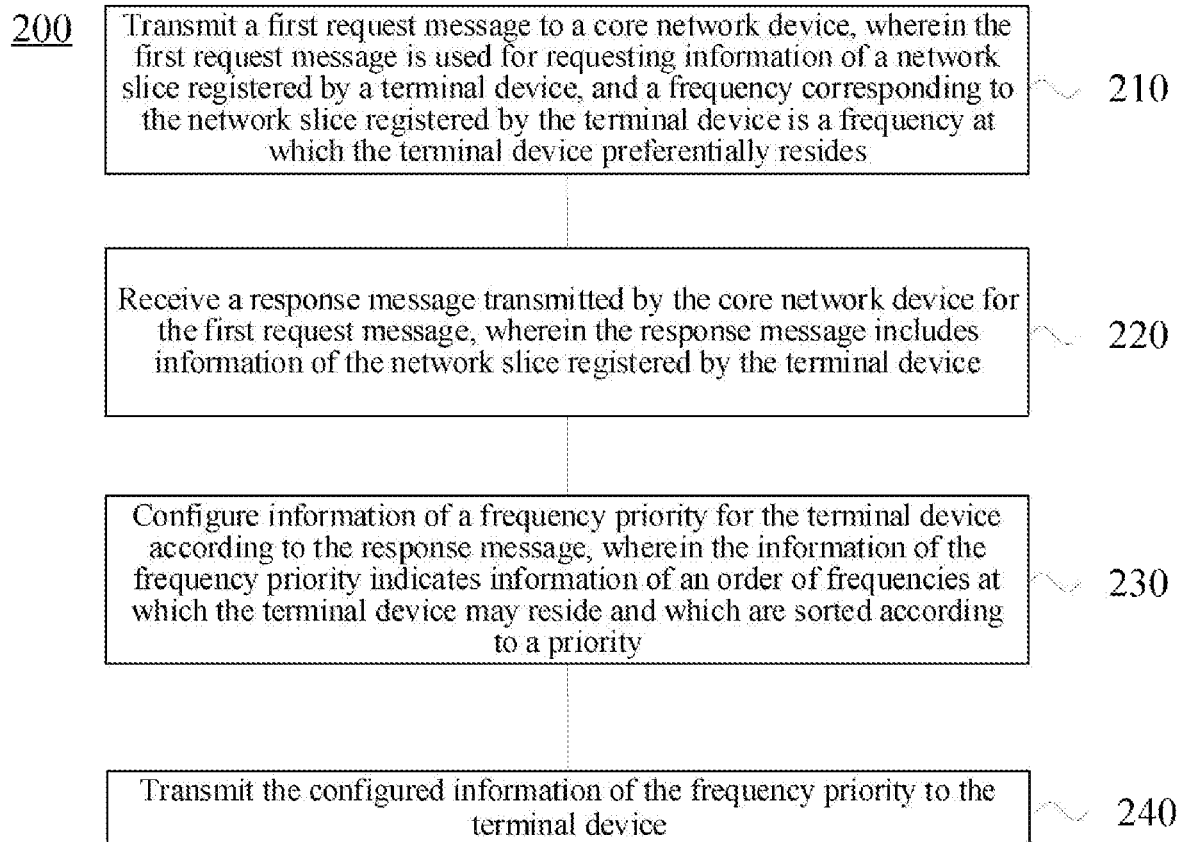 200
Transmit a first request message to a core network device, wherein the
first request message is used for requesting information of a network
slice registered by a terminal device, and a frequency corresponding to
the network slice registered by the terminal device is a frequency at
which the terminal device preferentially resides
210
Receive a response message transmitted by the core network device for
the first request message, wherein the response message includes
information of the network slice registered by the terminal device
220
Configure information of a frequency priority for the terminal device
according to the response message, wherein the information of the
frequency priority indicates information of an order of frequencies at
which the terminal device may reside and which are sorted according
to a priority
230
Transmit the configured information of the frequency priority to the
terminal device
240